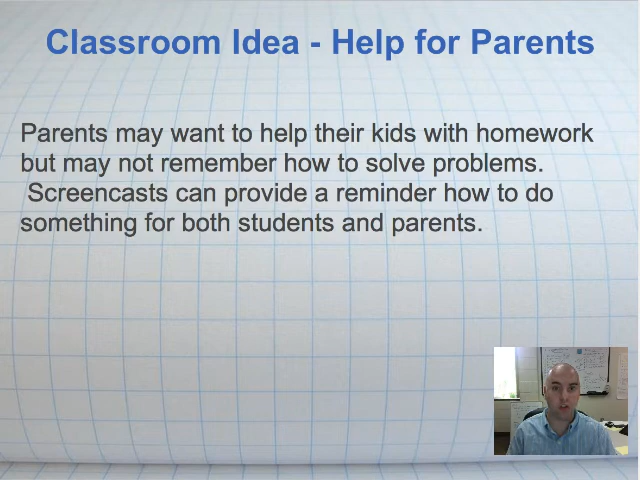 Classroom Idea - Help for Parents
Parents may want to help their kids with homework
but may not remember how to solve problems.
Screencasts can provide a reminder how to do
something for both students and parents.